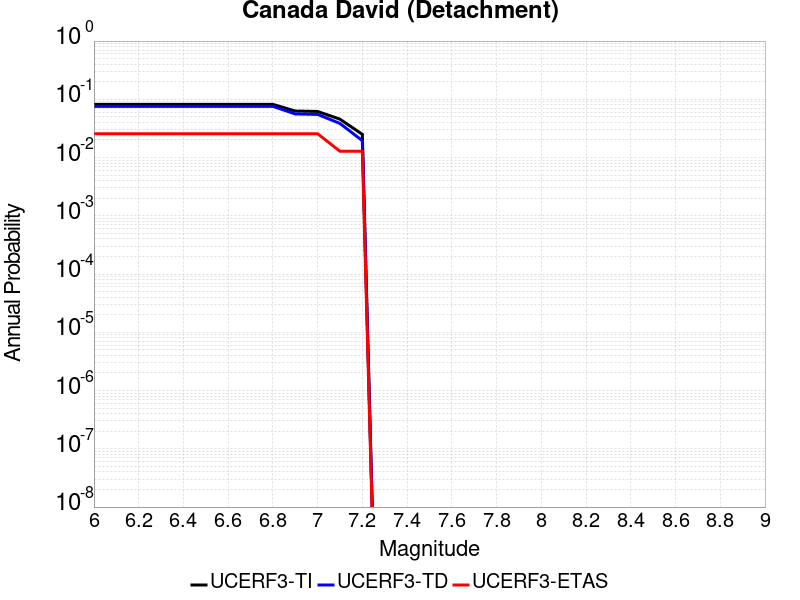 Canada David (Detachment)
10^0
10^-1
10^-2
10^-3
10^-4
10^-5
10^-6
10^-7
10^-8
Annual Probability
6 6.2 6.4 6.6 6.8 7 7.2 7.4 7.6 7.8 8 8.2 8.4 8.6 8.8 9
Magnitude
UCERF3-TI UCERF3-TD UCERF3-ETAS